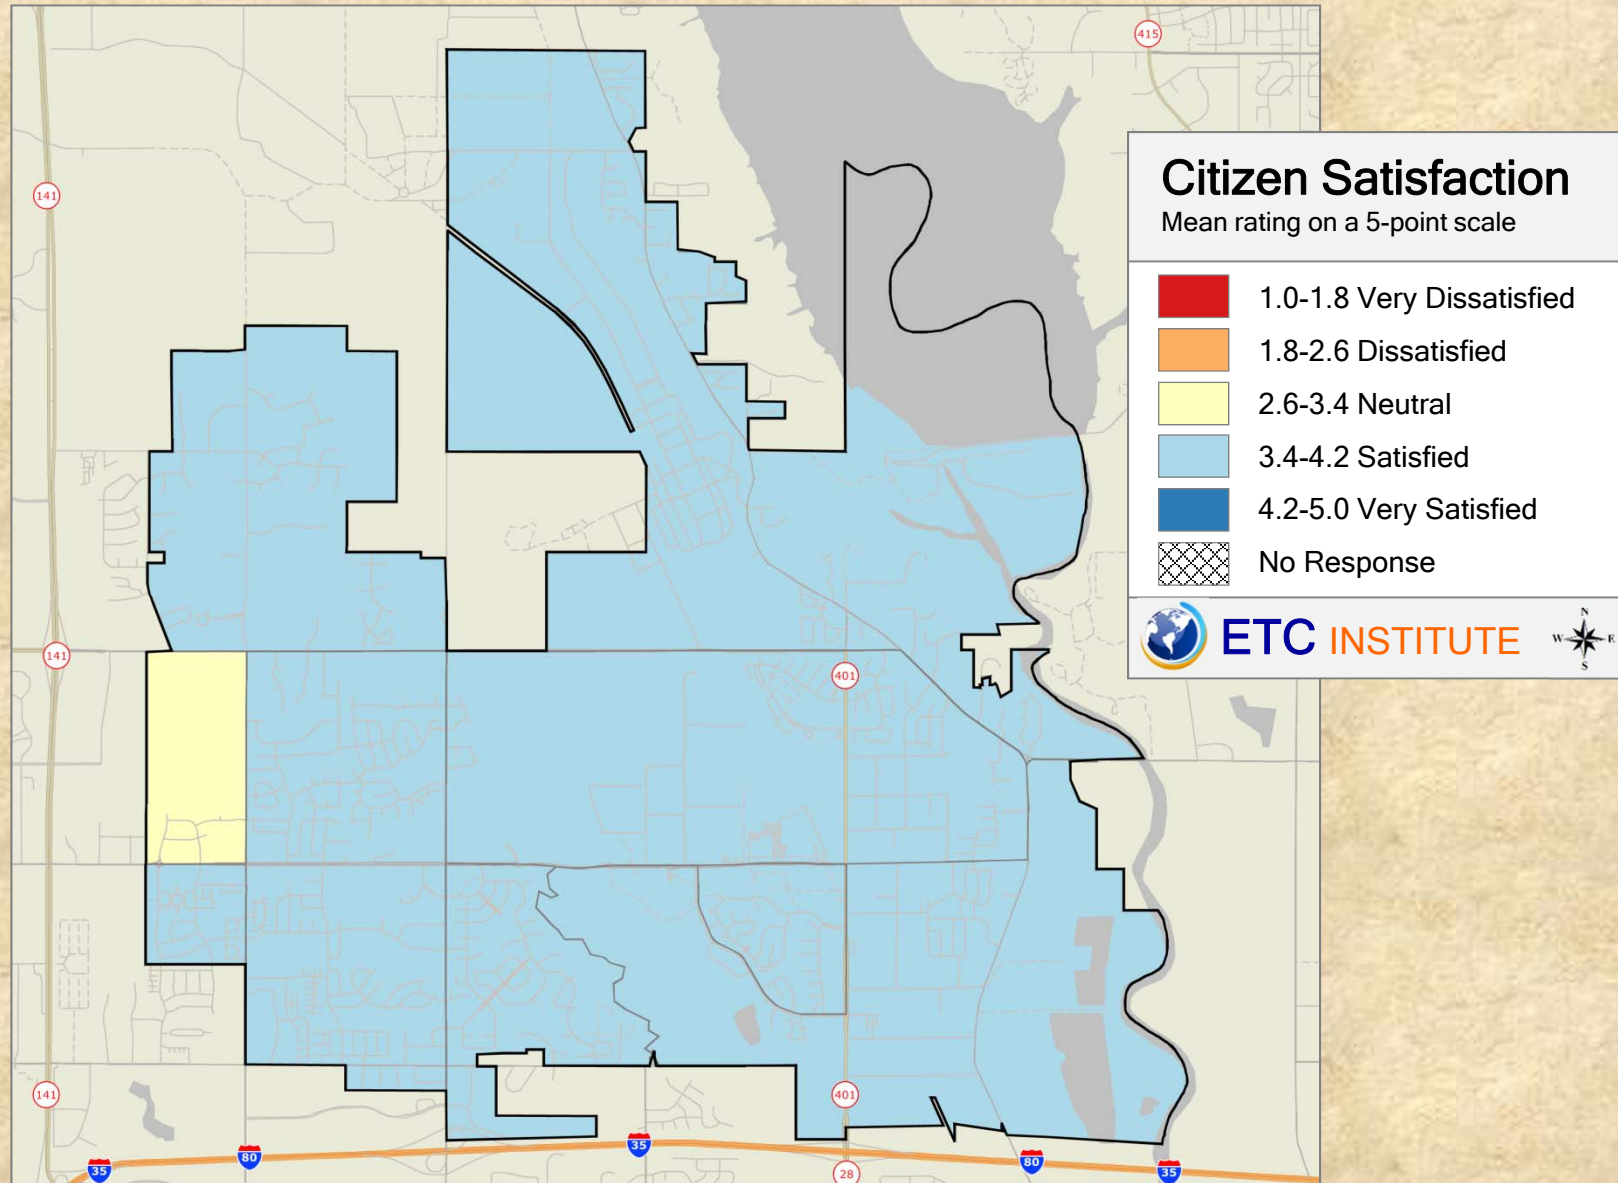 415
141
Citizen Satisfaction
Mean rating on a 5-point scale
1.0-1.8 Very Dissatisfied
1.8-2.6 Dissatisfied
2.6-3.4 Neutral
3.4-4.2 Satisfied
4.2-5.0 Very Satisfied
No Response
ETC INSTITUTE
N
W E
S
141
401
141
401
35
80
35
80
35
28